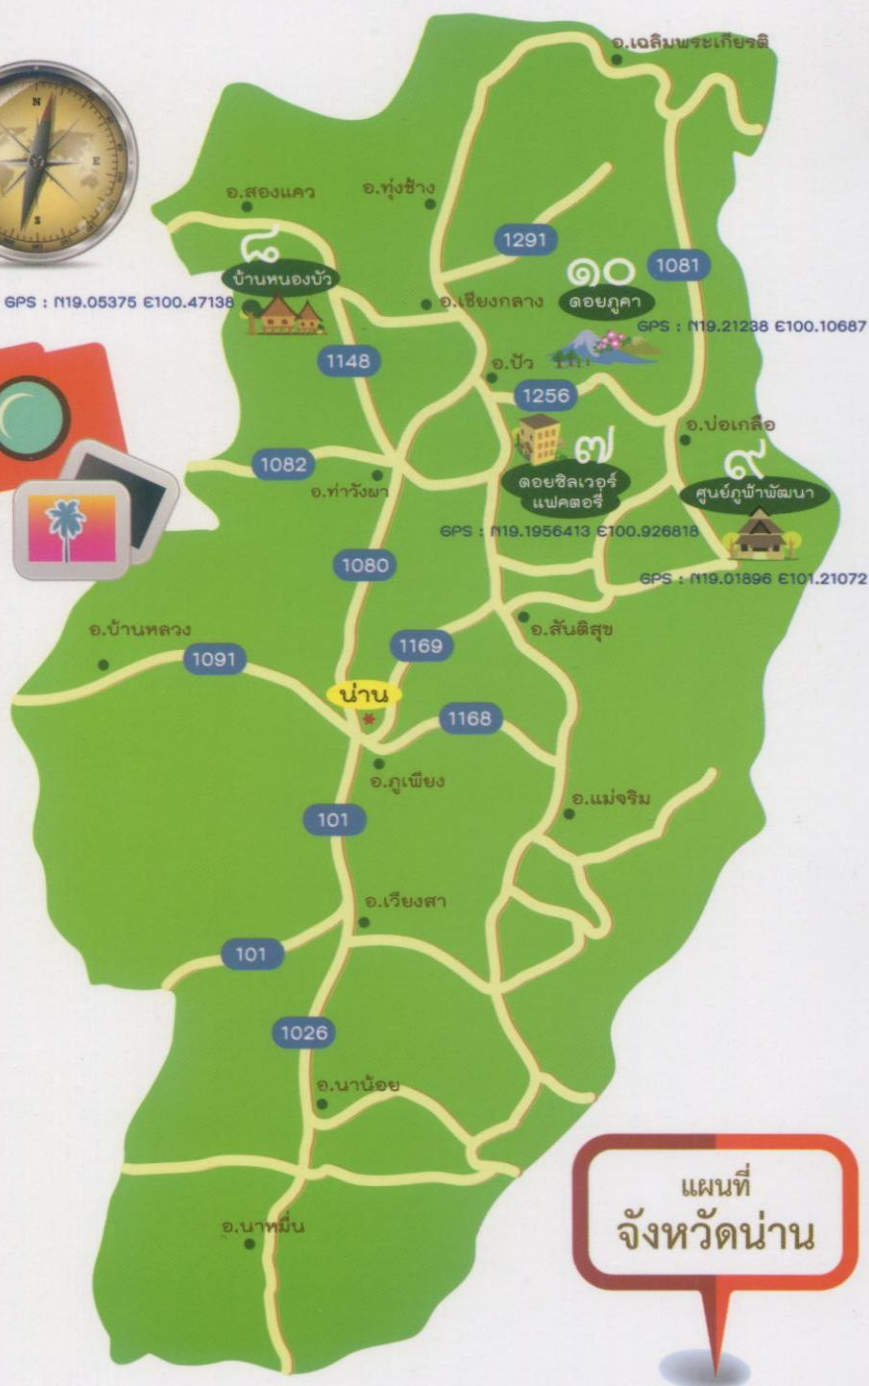 อ.เฉลิมพระเกียรติ
N
E
S
อ.สองแคว
อ.ทุ่งช้าง
๘
1291
๑๐
1081
บ้านหนองบัว
ดอยภูคา
GPS : N19.05375 E100.47138
อ.เชียงกลาง
GPS : N19.21238 E100.10687
1148
อ.ปัว
1256
อ.บ่อเกลือ
๗
๙
1082
อ.ท่าวังผา
ดอยซิลเวอร์
แฟคตอรี่
ศูนย์ภูฟ้าพัฒนา
GPS : N19.1956413 E100.926818
1080
GPS : N19.01896 E101.21072
อ.บ้านหลวง
อ.สันติสุข
1091
1169
น่าน
1168
อ.ภูเพียง
อ.แม่จริม
101
อ.เวียงสา
101
1026
อ.นาน้อย
แผนที่
จังหวัดน่าน
อ.นาหมื่น